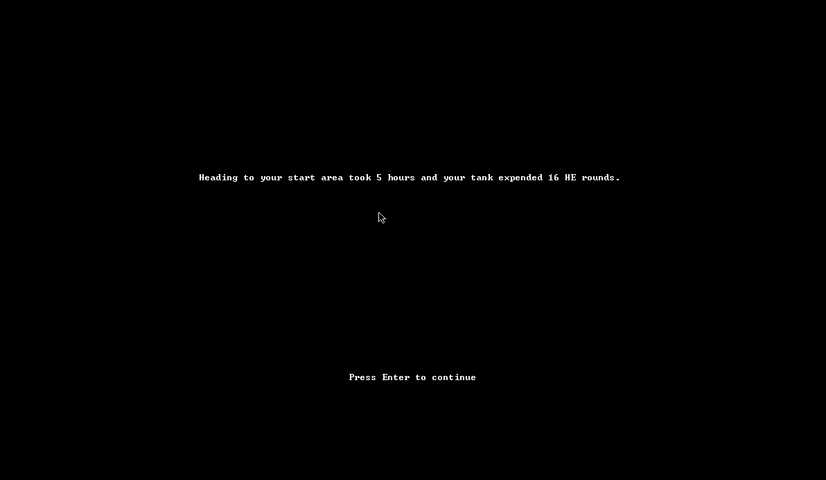 Heading to your start area took 5 hours and your tank expended 16 HE rounds.
Press Enter to continue